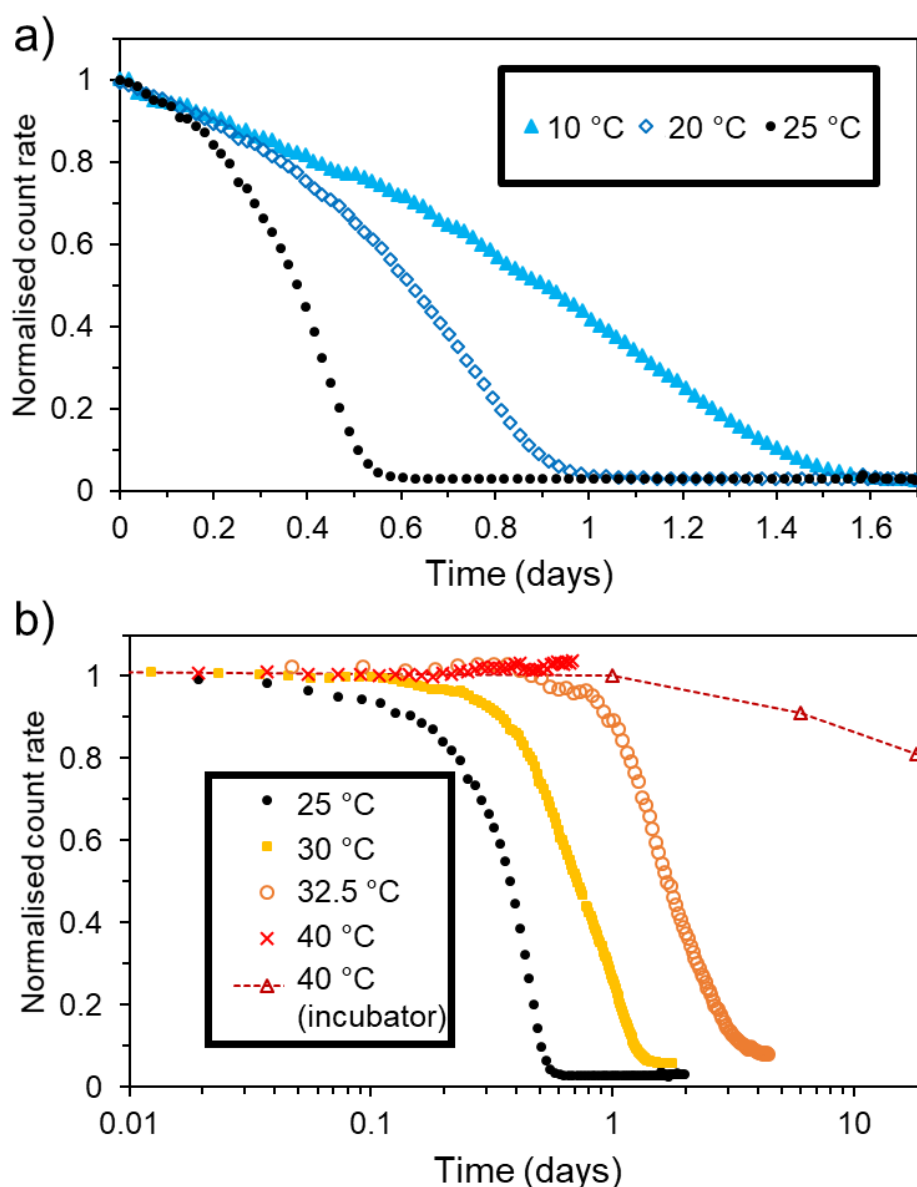 a)
Normalised count rate
1
0.8
0.6
0.4
0.2
0
10 °C 20 °C 25 °C
0 0.2 0.4 0.6 0.8 1 1.2 1.4 1.6
Time (days)
b)
Normalised count rate
1
0.8
0.6
0.4
0.2
0
25 °C
30 °C
32.5 °C
40 °C
40 °C
(incubator)
0.01 0.1 1 10
Time (days)